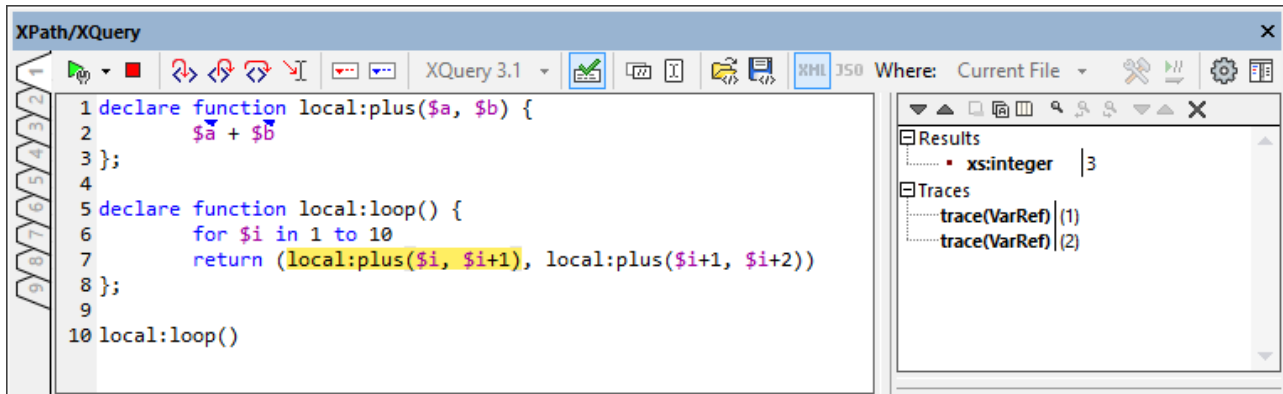 XPath/XQuery
XQuery 3.1
XML JSO Where: Current File
1 declare function local:plus($a, $b) {
2 $a + $b
3 };
4
5 declare function local:loop() {
6 for $i in 1 to 10
7 return (local:plus($i, $i+1), local:plus($i+1, $i+2))
8 };
9
10 local:loop()
1
2
3
4
5
6
7
8
9
Results
xs:integer 3
Traces
trace(VarRef) (1)
trace(VarRef) (2)